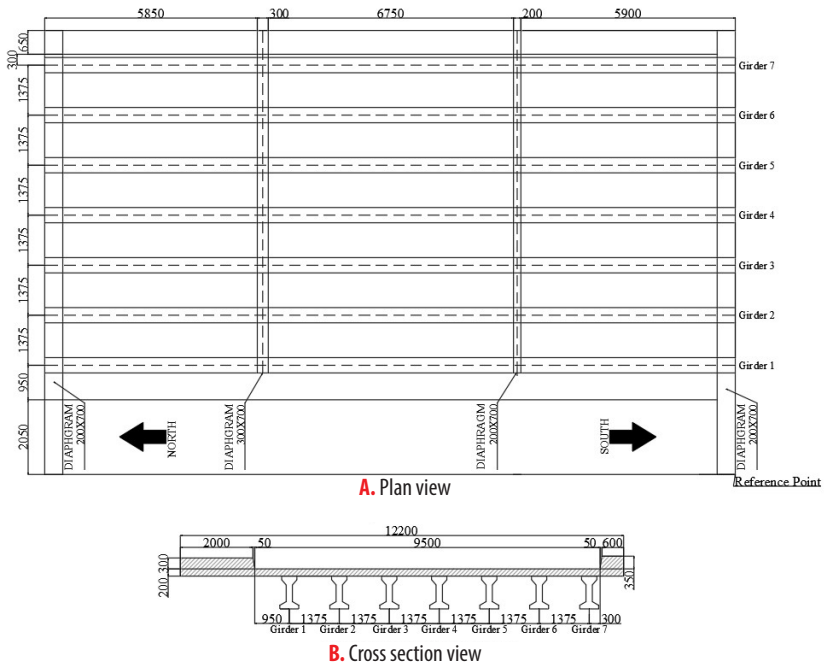 5850 300 6750 200 5900
650
300
Girder 7
1375
Girder 6
1375
Girder 5
1375
Girder 4
1375
Girder 3
1375
Girder 2
1375
Girder 1
950
2050
DIAPHGRAM
200X700
NORTH
DIAPHGRAM
300X700
DIAPHRAGM
200X700
SOUTH
DIAPHGRAM
200X700
Reference Point
A. Plan view
12200
2000 50 9500 50 600
300
200
350
950 1375 1375 1375 1375 1375 1375 300
Girder 1 Girder 2 Girder 3 Girder 4 Girder 5 Girder 6 Girder 7
B. Cross section view